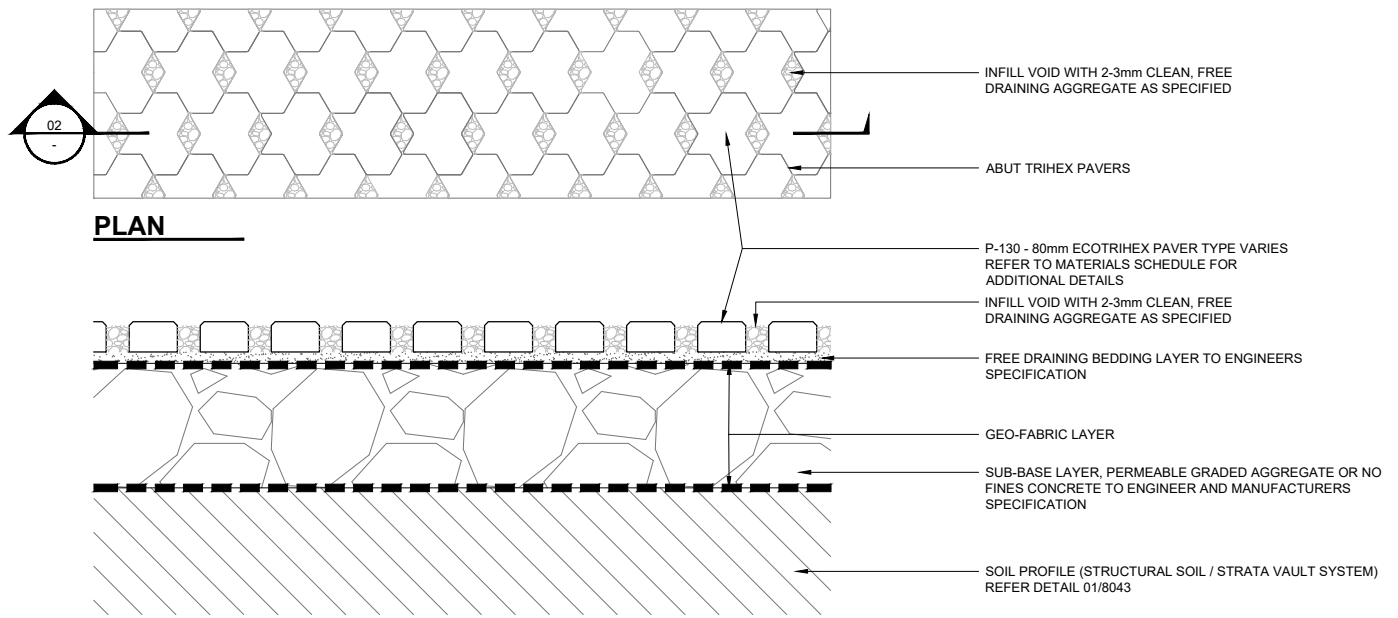 INFILL VOID WITH 2-3mm CLEAN, FREE
DRAINING AGGREGATE AS SPECIFIED
02
-
ABUT TRIHEX PAVERS
PLAN
P-130 - 80mm ECOTRIHEX PAVER TYPE VARIES
REFER TO MATERIALS SCHEDULE FOR
ADDITIONAL DETAILS
INFILL VOID WITH 2-3mm CLEAN, FREE
DRAINING AGGREGATE AS SPECIFIED
FREE DRAINING BEDDING LAYER TO ENGINEERS
SPECIFICATION
GEO-FABRIC LAYER
SUB-BASE LAYER, PERMEABLE GRADED AGGREGATE OR NO
FINES CONCRETE TO ENGINEER AND MANUFACTURERS
SPECIFICATION
SOIL PROFILE (STRUCTURAL SOIL / STRATA VAULT SYSTEM)
REFER DETAIL 01/8043